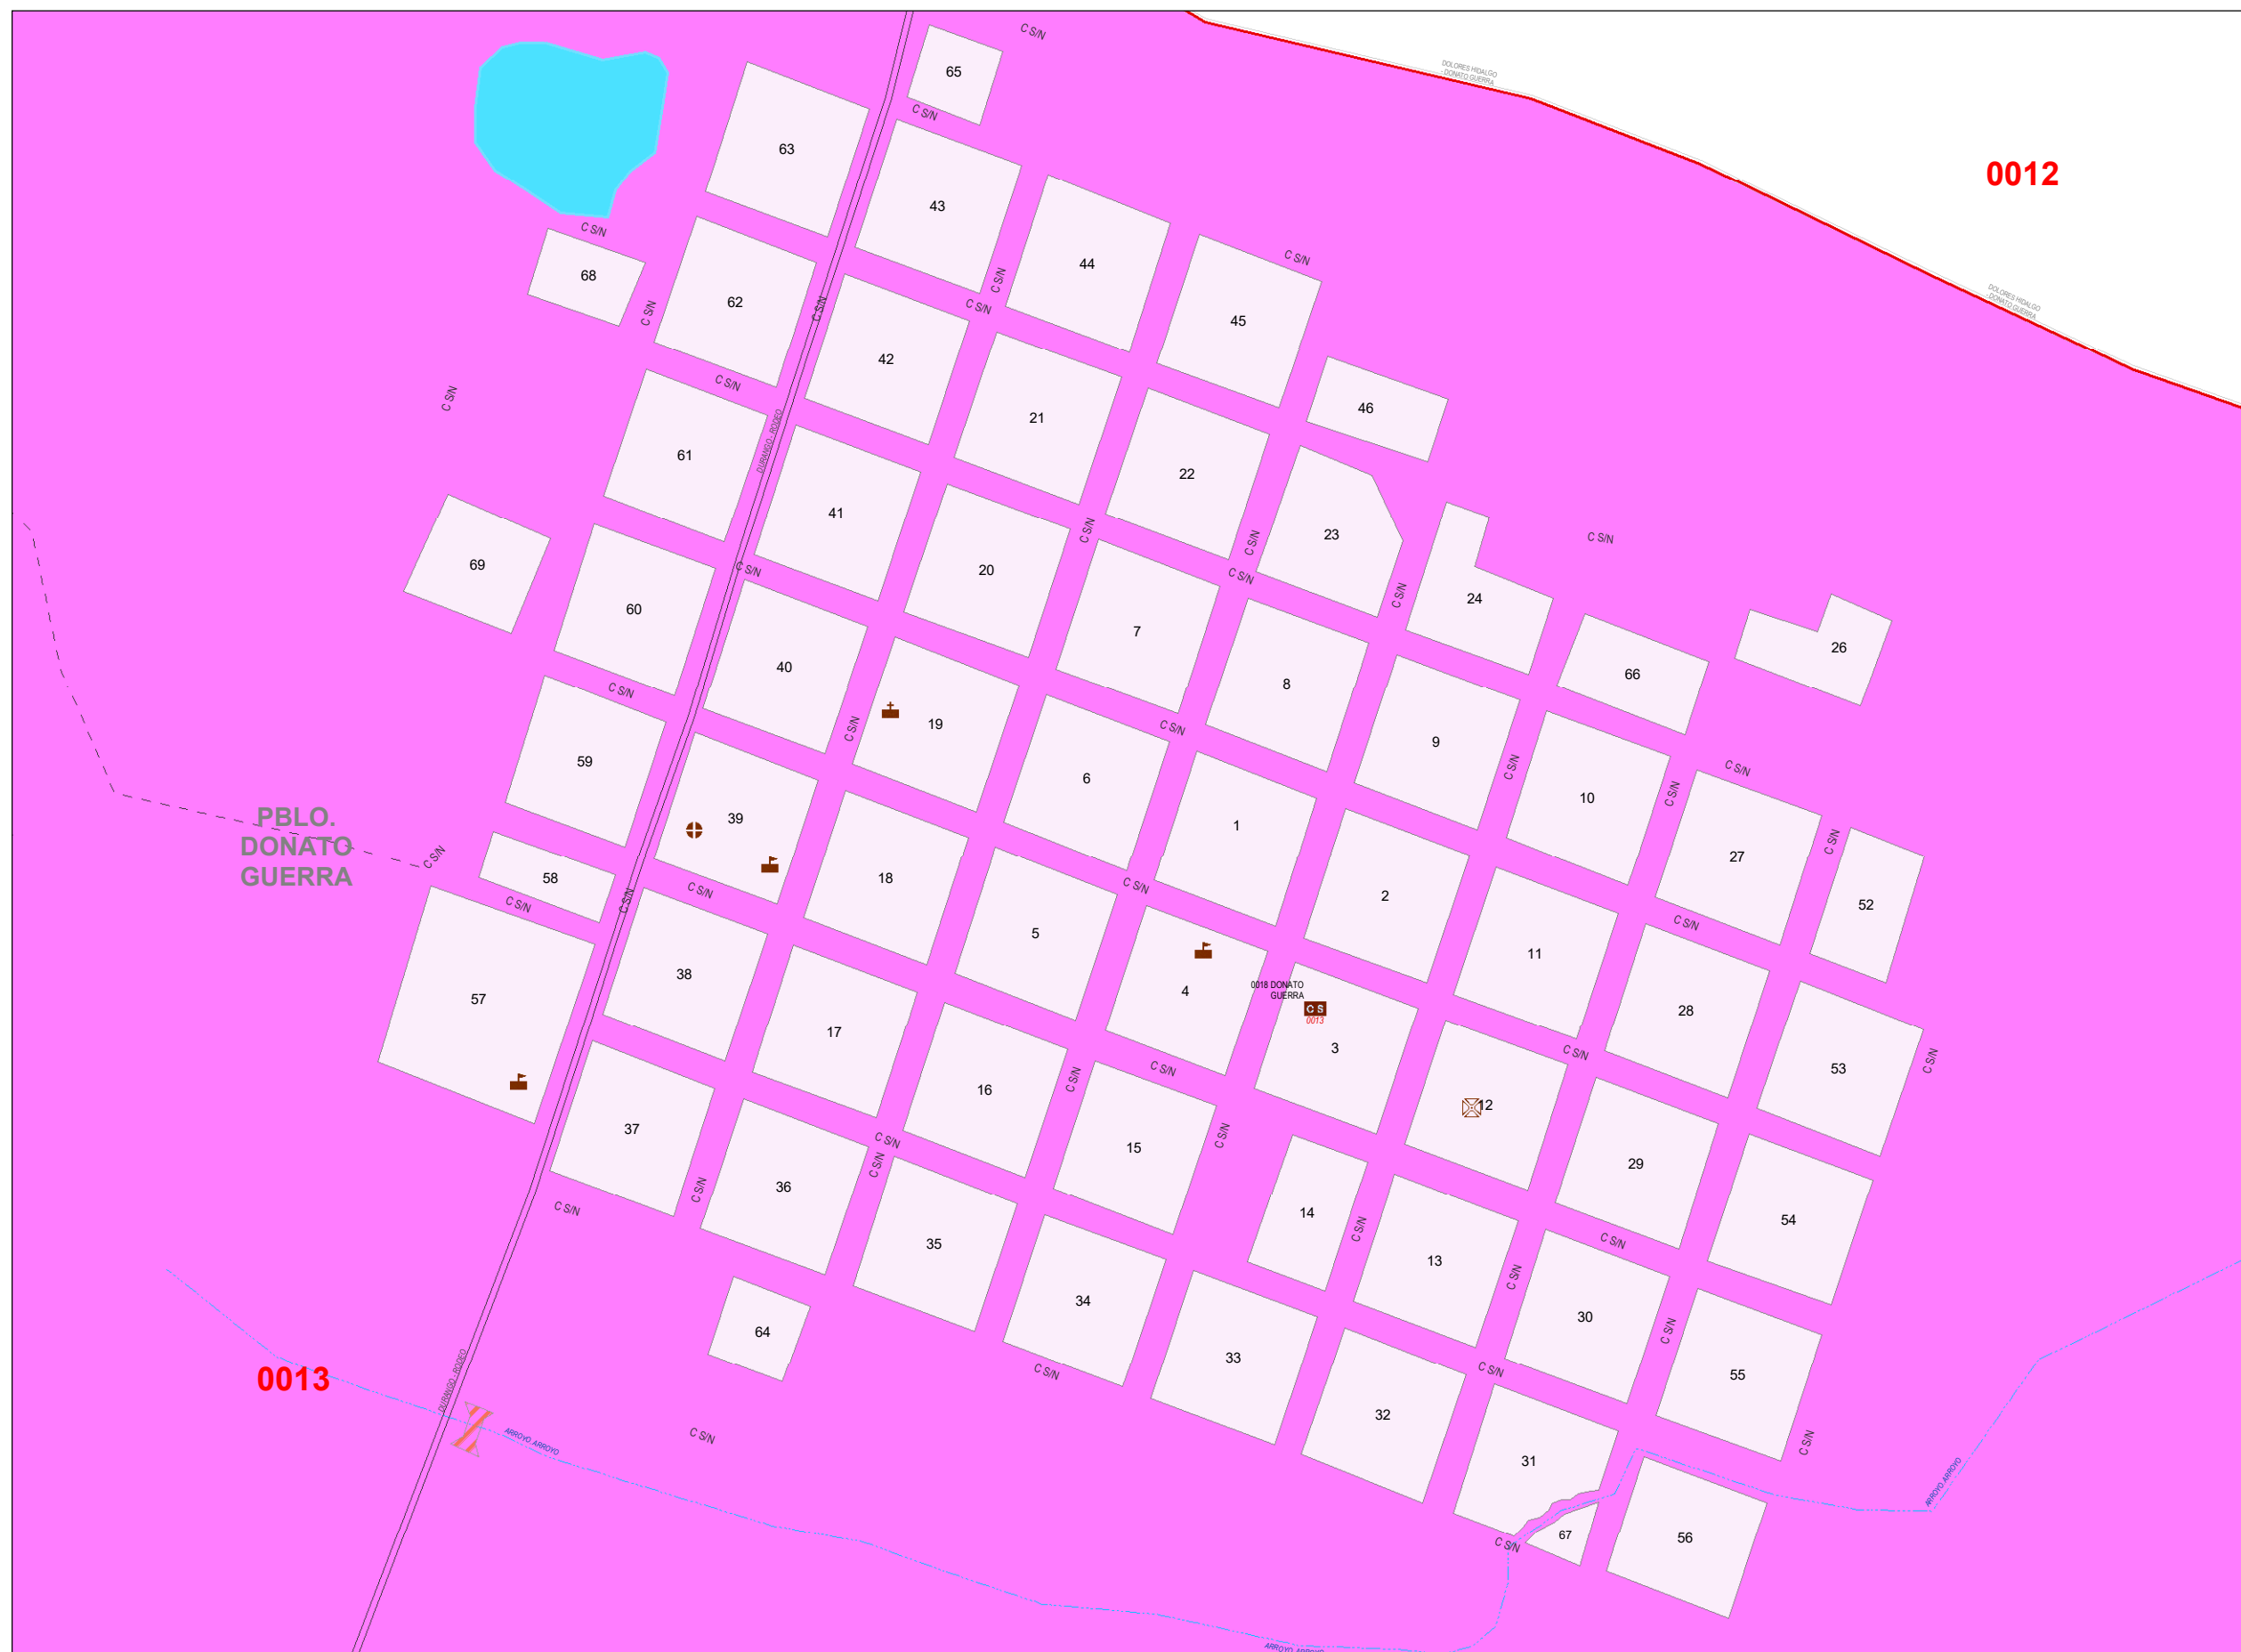 C S/N
65
DOLORES HIDALGO
- DONATO GUERRA
C S/N
63
0012
43
C S/N
68
44
C S/N
C S/N
62
C S/N
C S/N
C S/N
45
DOLORES HIDALGO
- DONATO GUERRA
42
C S/N
C S/N
46
21
DURANGO - RODEO
61
22
41
C S/N
C S/N
23
C S/N
69
C S/N
20
C S/N
C S/N
24
60
7
26
40
8
66
C S/N
19
C S/N
C S/N
9
59
6
C S/N
C S/N
C S/N
10
PBLO.
DONATO
GUERRA
39
1
C S/N
27
C S/N
58
18
C S/N
C S/N
2
52
C S/N
C S/N
5
C S/N
11
38
4
0018 DONATO
GUERRA
57
C S
0013
28
17
3
C S/N
C S/N
C S/N
C S/N
53
16
12
37
C S/N
15
C S/N
C S/N
29
36
C S/N
C S/N
14
54
35
C S/N
C S/N
13
C S/N
34
C S/N
30
64
33
C S/N
C S/N
0013
DURANGO - RODEO
C S/N
55
32
C S/N
ARROYO ARROYO
C S/N
31
ARROYO ARROYO
67
56
C S/N
ARROYO ARROYO